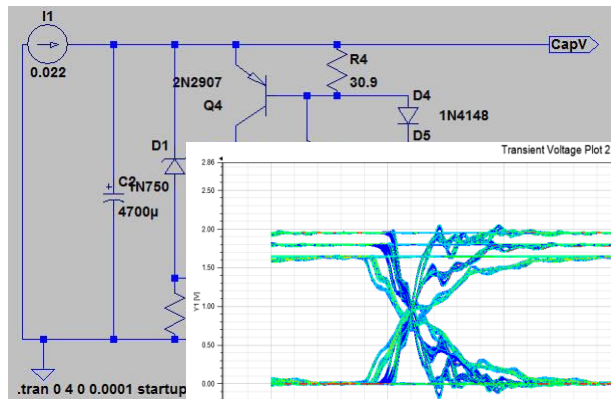 I1
0.022
CapV
R4
30.9
2N2907
Q4
D4
1N4148
D5
D1
1N750
C2
+
4700µ
.tran 0 4 0 0.0001 startup
Transient Voltage Plot 2
2.86
2.50
2.00
1.50
1.00
0.50
0.00
Y1 [V]